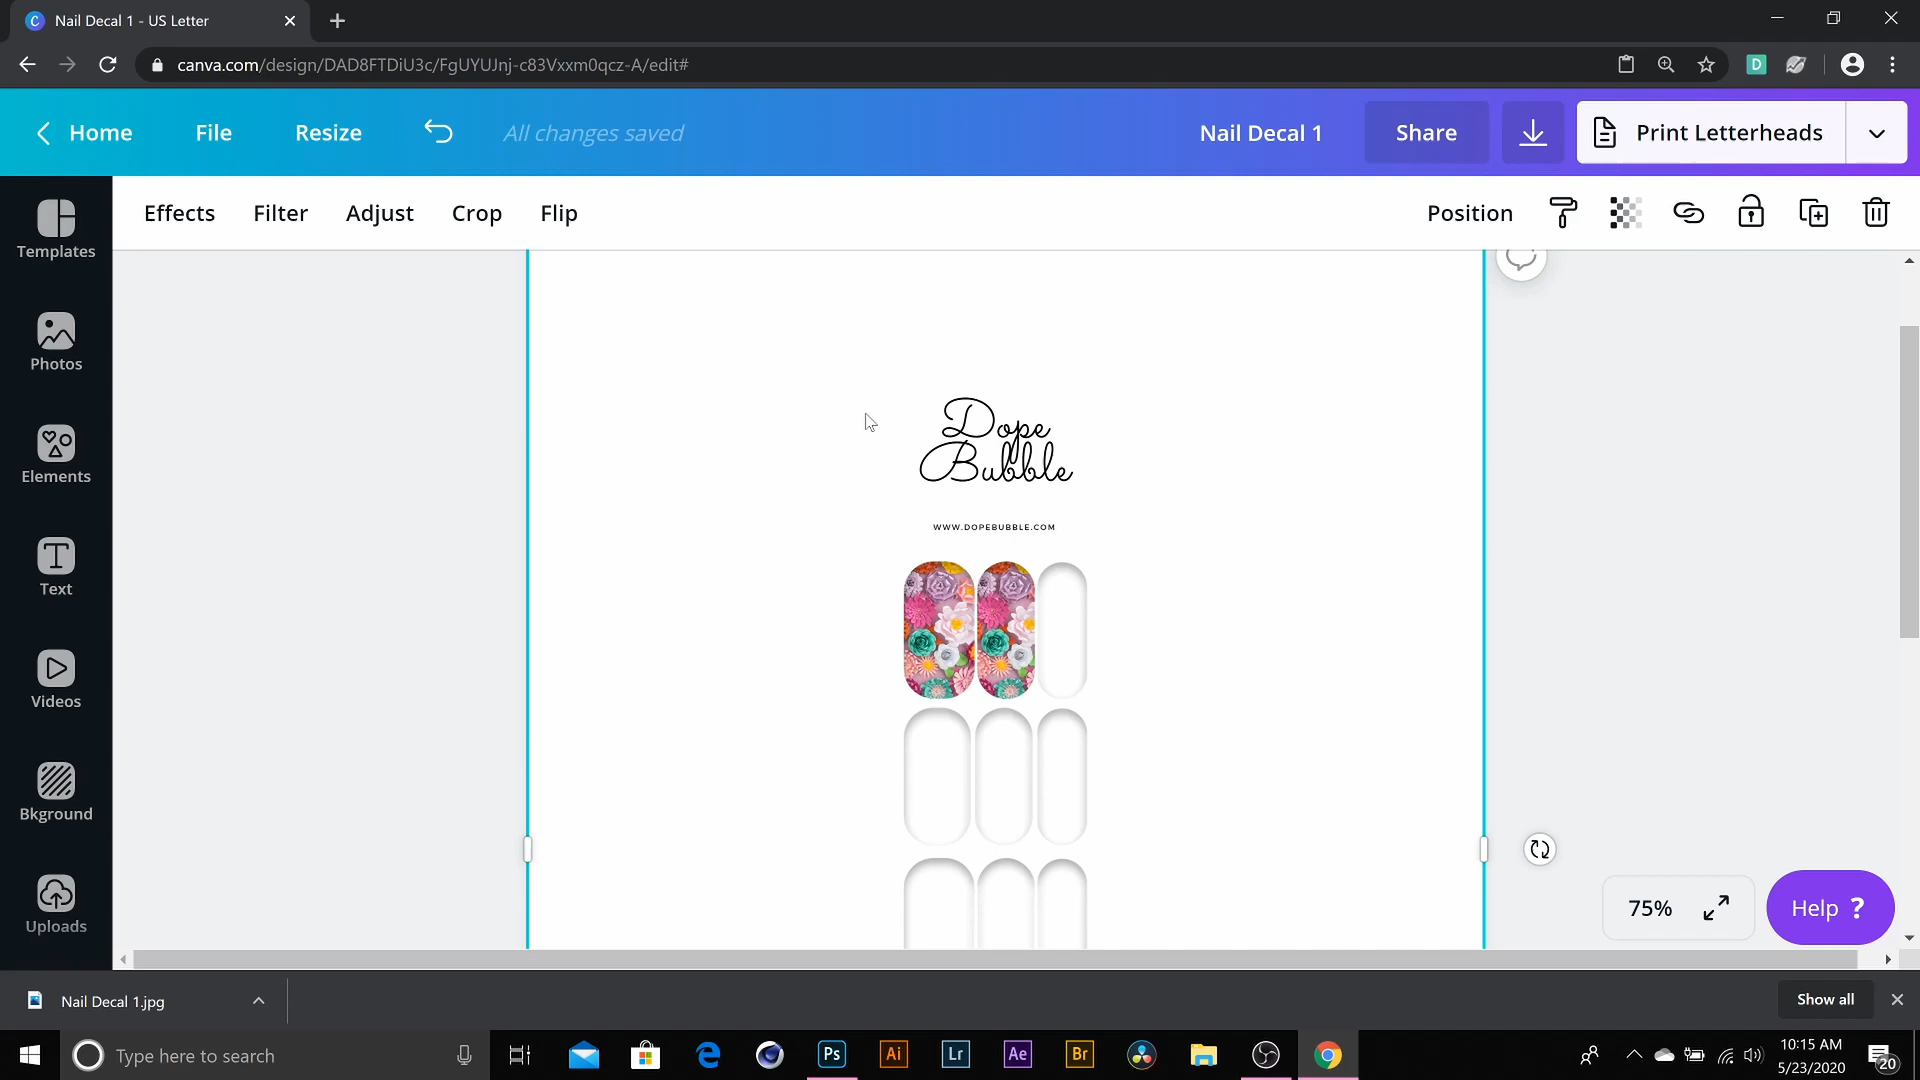 Nail Decal 1 - US Letter
canva.com/design/DAD8FTDiU3c/FgUYUJnj-c83Vxxm0qcz-A/edit#
D
Home
File
Resize
All changes saved
Nail Decal 1
Share
Print Letterheads
Effects
Filter
Adjust
Crop
Flip
Position
Templates
Photos
Elements
Text
Videos
Bkground
Uploads
Dope
Bubble
WWW.DOPEBUBBLE.COM
75%
Help ?
Nail Decal 1.jpg
Show all
Type here to search
Ps
Ai
Lr
Ae
Br
10:15 AM
5/23/2020
20